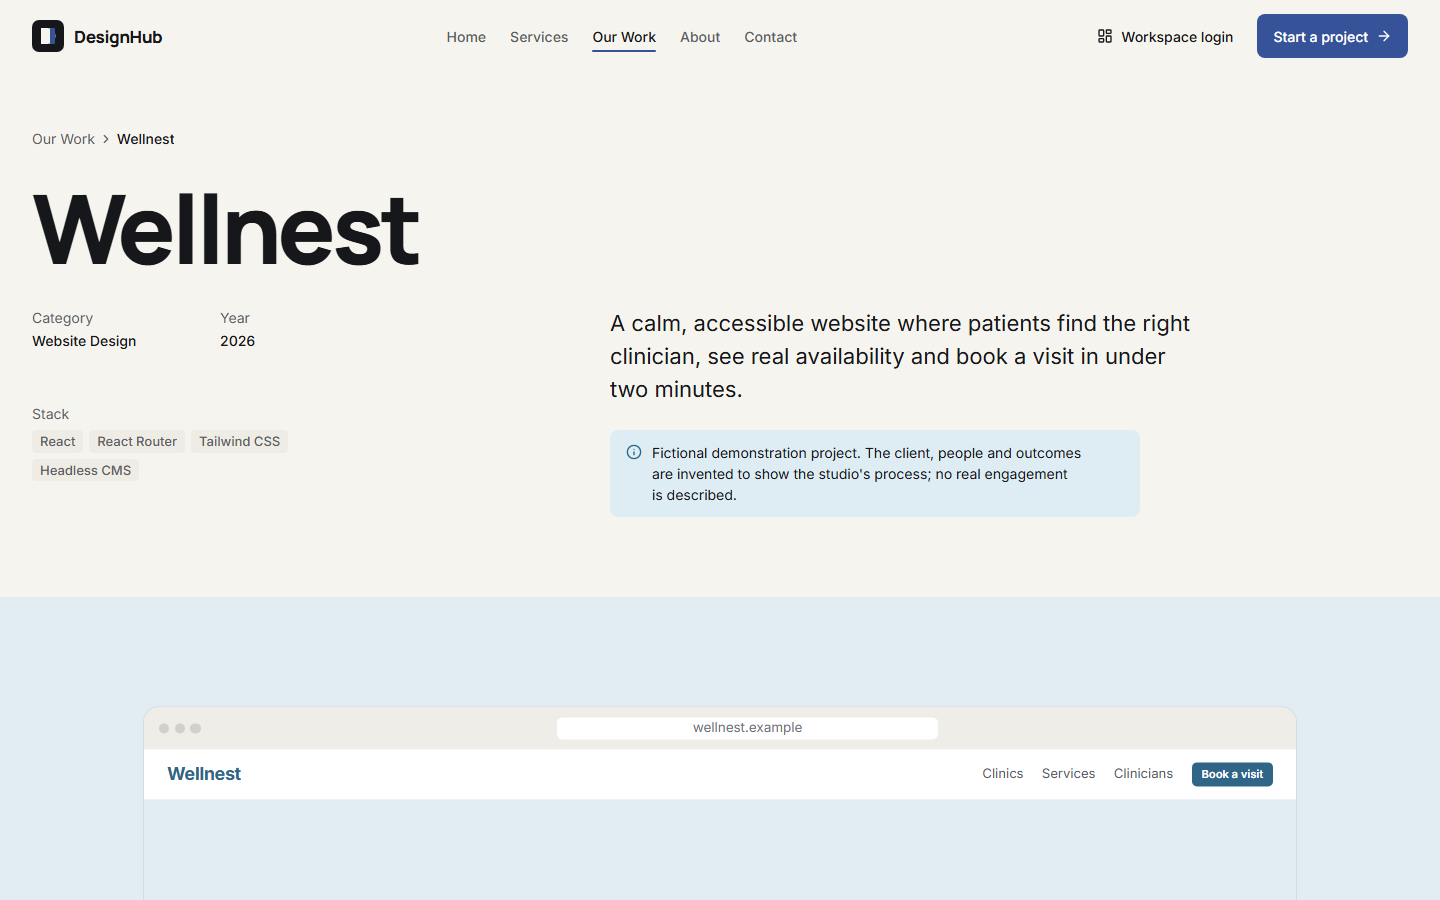 DesignHub
Home Services Our Work About Contact
Workspace login
Start a project
Our Work Wellnest
Wellnest
Category
Website Design
Year
2026
Stack
React React Router Tailwind CSS
Headless CMS
A calm, accessible website where patients find the right
clinician, see real availability and book a visit in under
two minutes.
Fictional demonstration project. The client, people and outcomes
are invented to show the studio's process; no real engagement
is described.
wellnest.example
Wellnest
Clinics Services Clinicians Book a visit